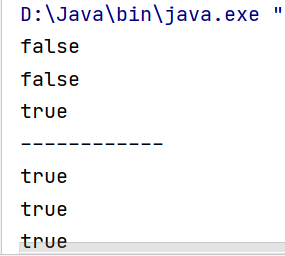 D:\Java\bin\java.exe "
false
false
true
------------
true
true
true